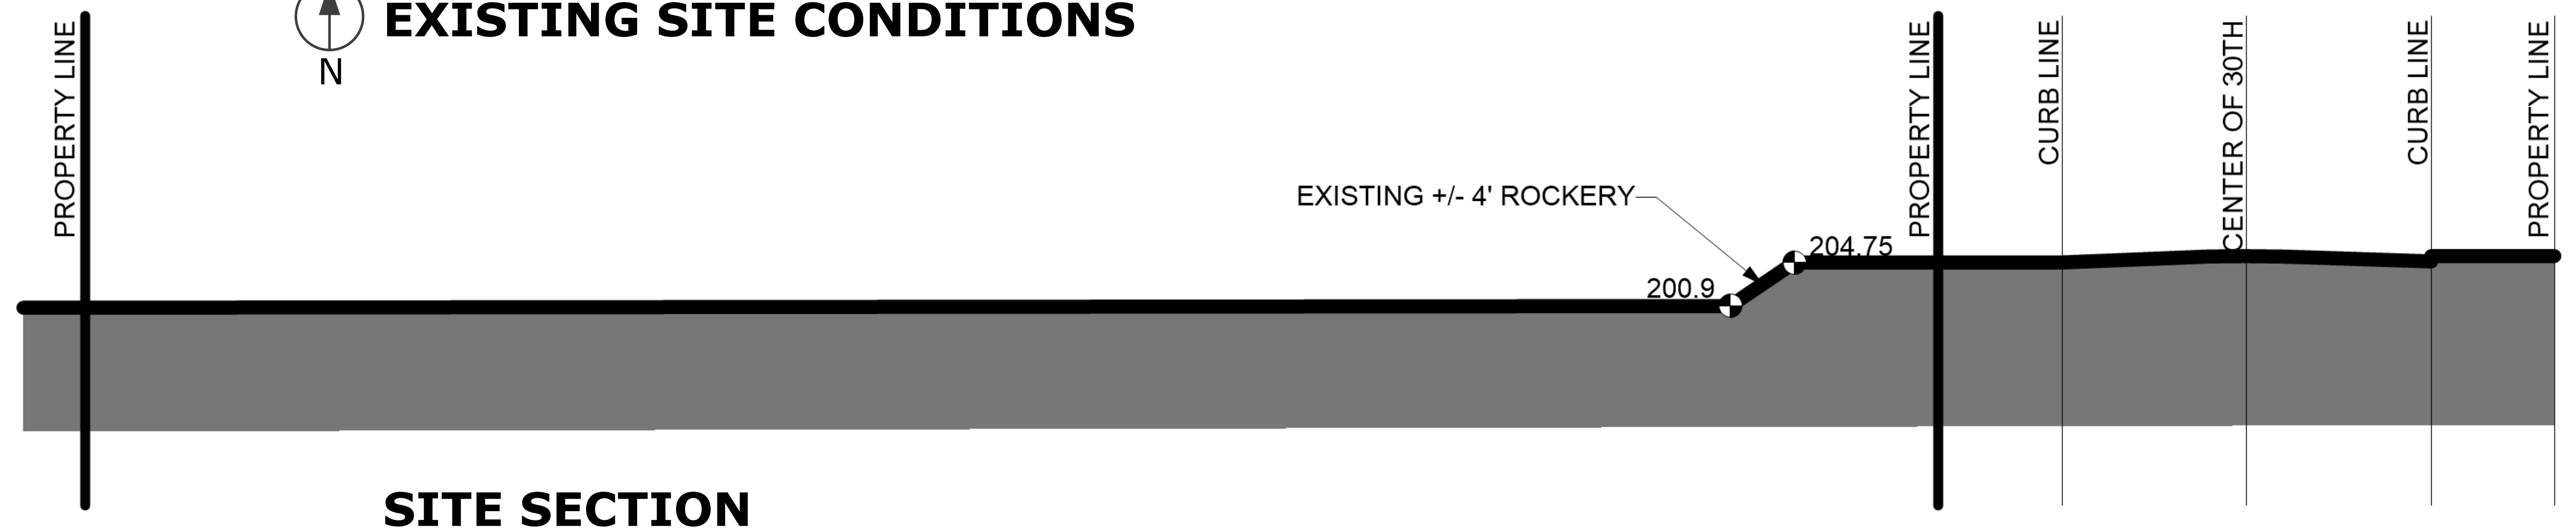 EXISTING SITE CONDITIONS
N
PROPERTY LINE
PROPERTY LINE
CURB LINE
CENTER OF 30TH
CURB LINE
PROPERTY LINE
EXISTING +/- 4' ROCKERY
204.75
200.9
SITE SECTION